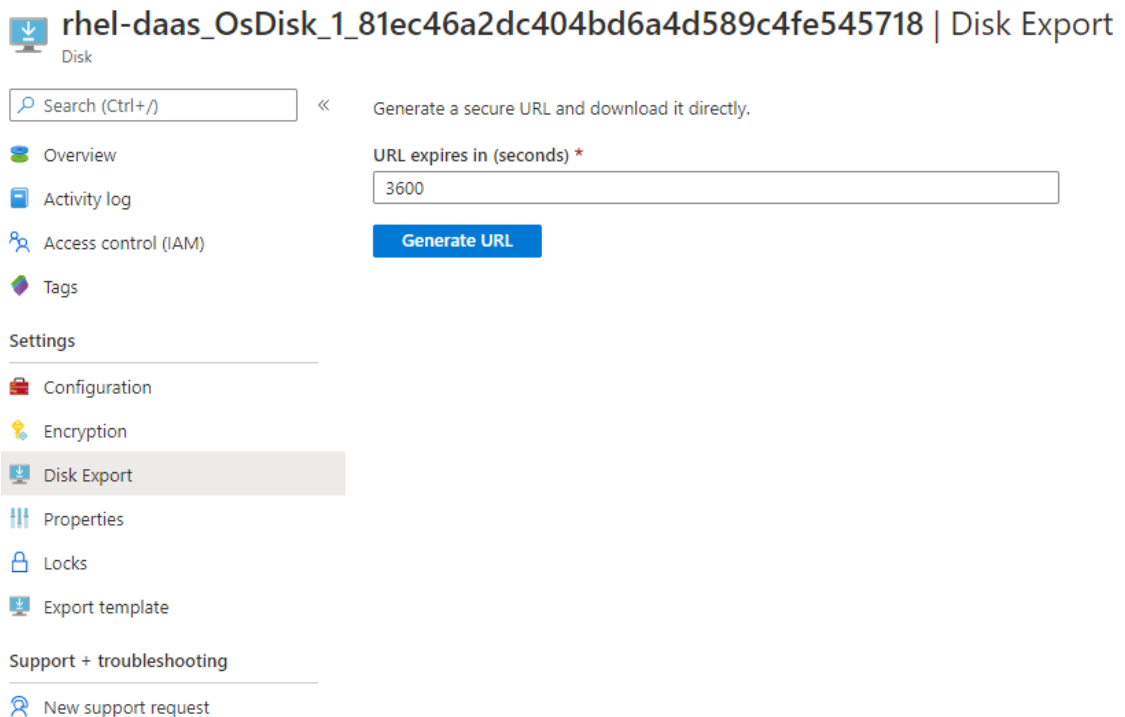 rhel-daas_OsDisk_1_81ec46a2dc404bd6a4d589c4fe545718 | Disk Export
Disk
Search (Ctrl+/)
«
Overview
Activity log
Access control (IAM)
Tags
Settings
Configuration
Encryption
Disk Export
Properties
Locks
Export template
Support + troubleshooting
New support request
Generate a secure URL and download it directly.
URL expires in (seconds) *
3600
Generate URL